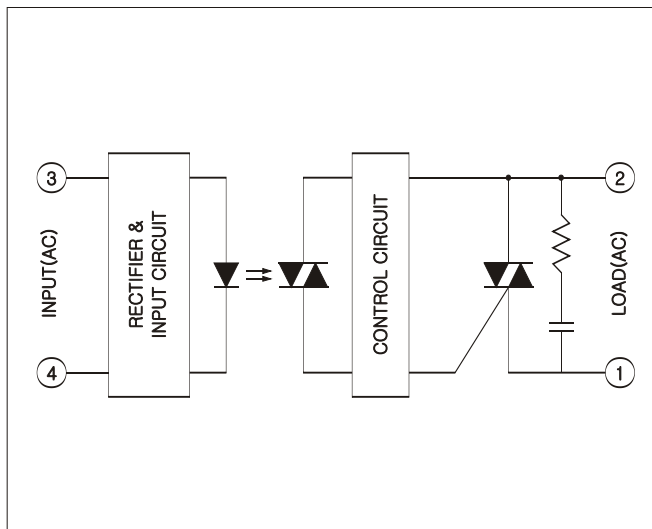 3
4
INPUT(AC)
RECTIFIER &
INPUT CIRCUIT
CONTROL CIRCUIT
2
1
LOAD(AC)